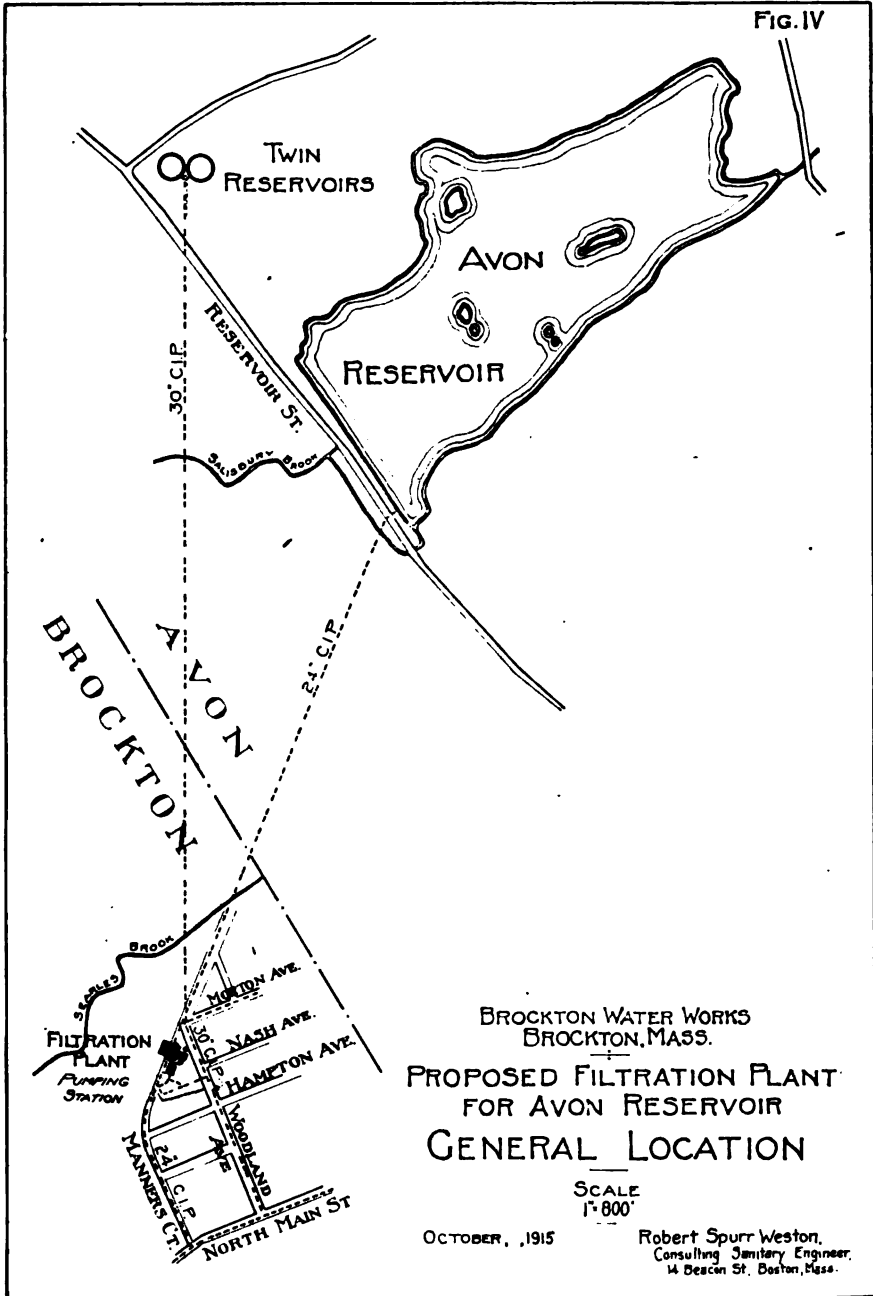 FIG. IV
TWIN
RESERVOIRS
AVON
RESERVOIR
RESERVOIR ST.
30" C.I.P.
SALISBURY BROOK
24" C.I.P.
AVON
BROCKTON
SEARLES BROOK
MORTON AVE.
NASH AVE.
HAMPTON AVE.
30" C.I.P.
FILTRATION
PLANT
PUMPING
STATION
WOODLAND
AVE
MANNERS CT.
24" C.I.P.
NORTH MAIN ST
BROCKTON WATER WORKS
BROCKTON, MASS.
PROPOSED FILTRATION PLANT
FOR AVON RESERVOIR
GENERAL LOCATION
SCALE
1"=800'
OCTOBER, ,1915
Robert Spurr Weston,
Consulting Sanitary Engineer,
14 Beacon St. Boston, Mass.